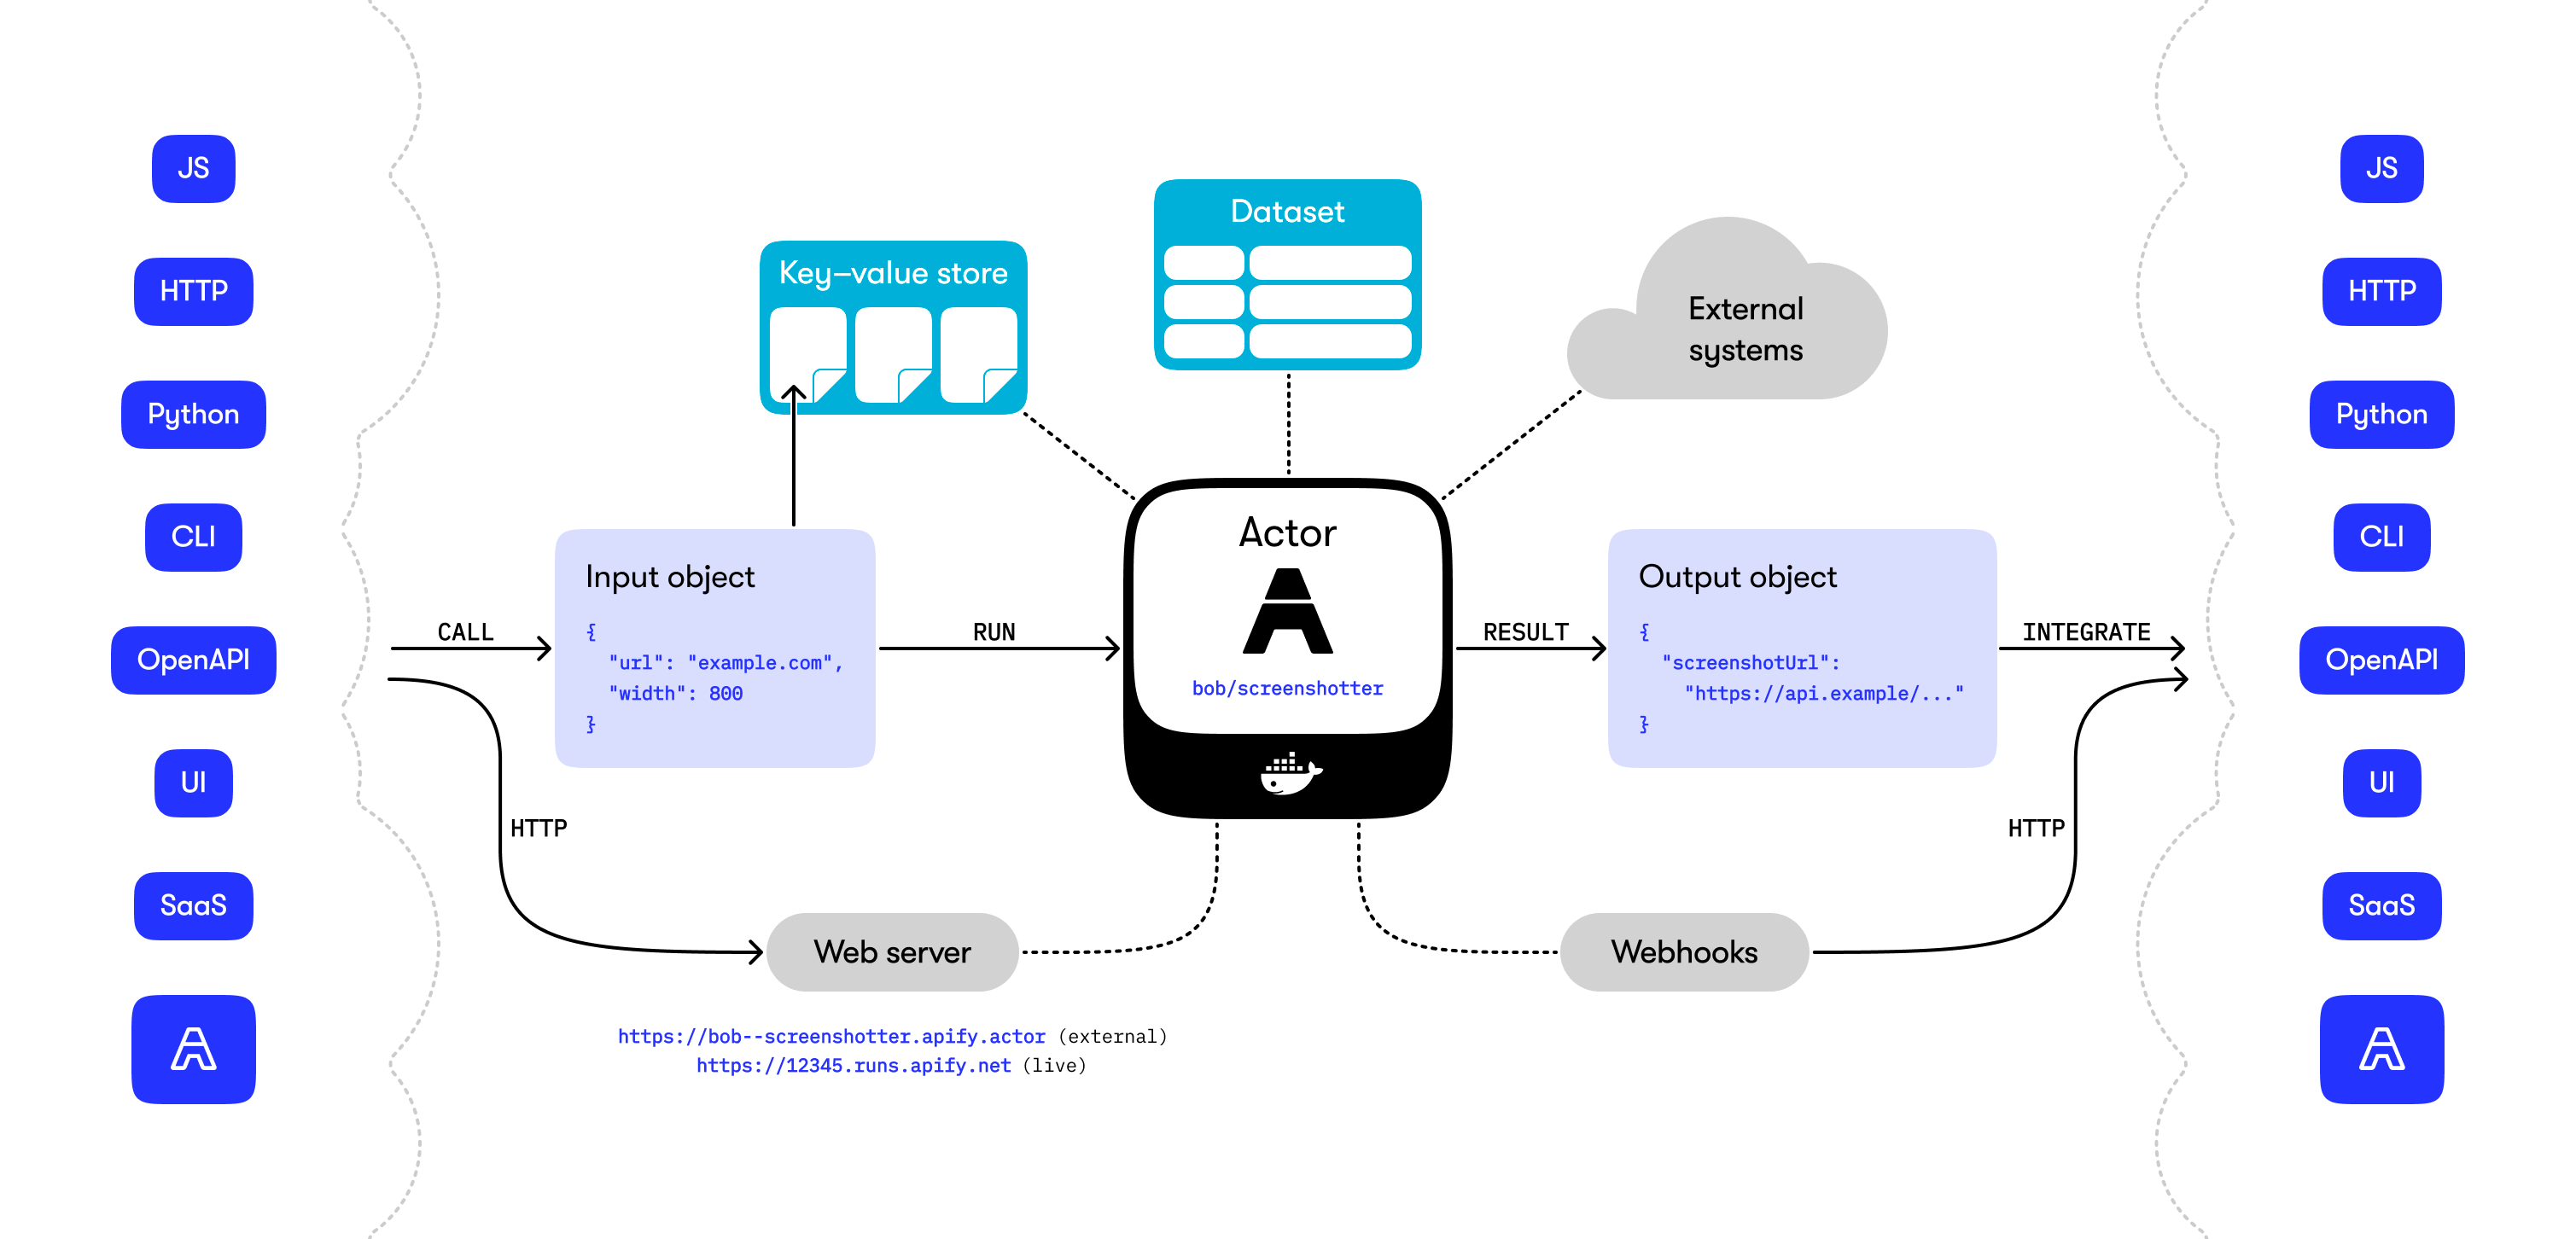 JS
HTTP
Python
CLI
OpenAPI
UI
SaaS
CALL
HTTP
Key–value store
Input object
{
"url": "example.com",
"width": 800
}
RUN
Dataset
External
systems
Actor
bob/screenshotter
Web server
https://bob--screenshotter.apify.actor (external)
https://12345.runs.apify.net (live)
RESULT
Output object
{
"screenshotUrl":
"https://api.example/..."
}
Webhooks
INTEGRATE
HTTP
JS
HTTP
Python
CLI
OpenAPI
UI
SaaS